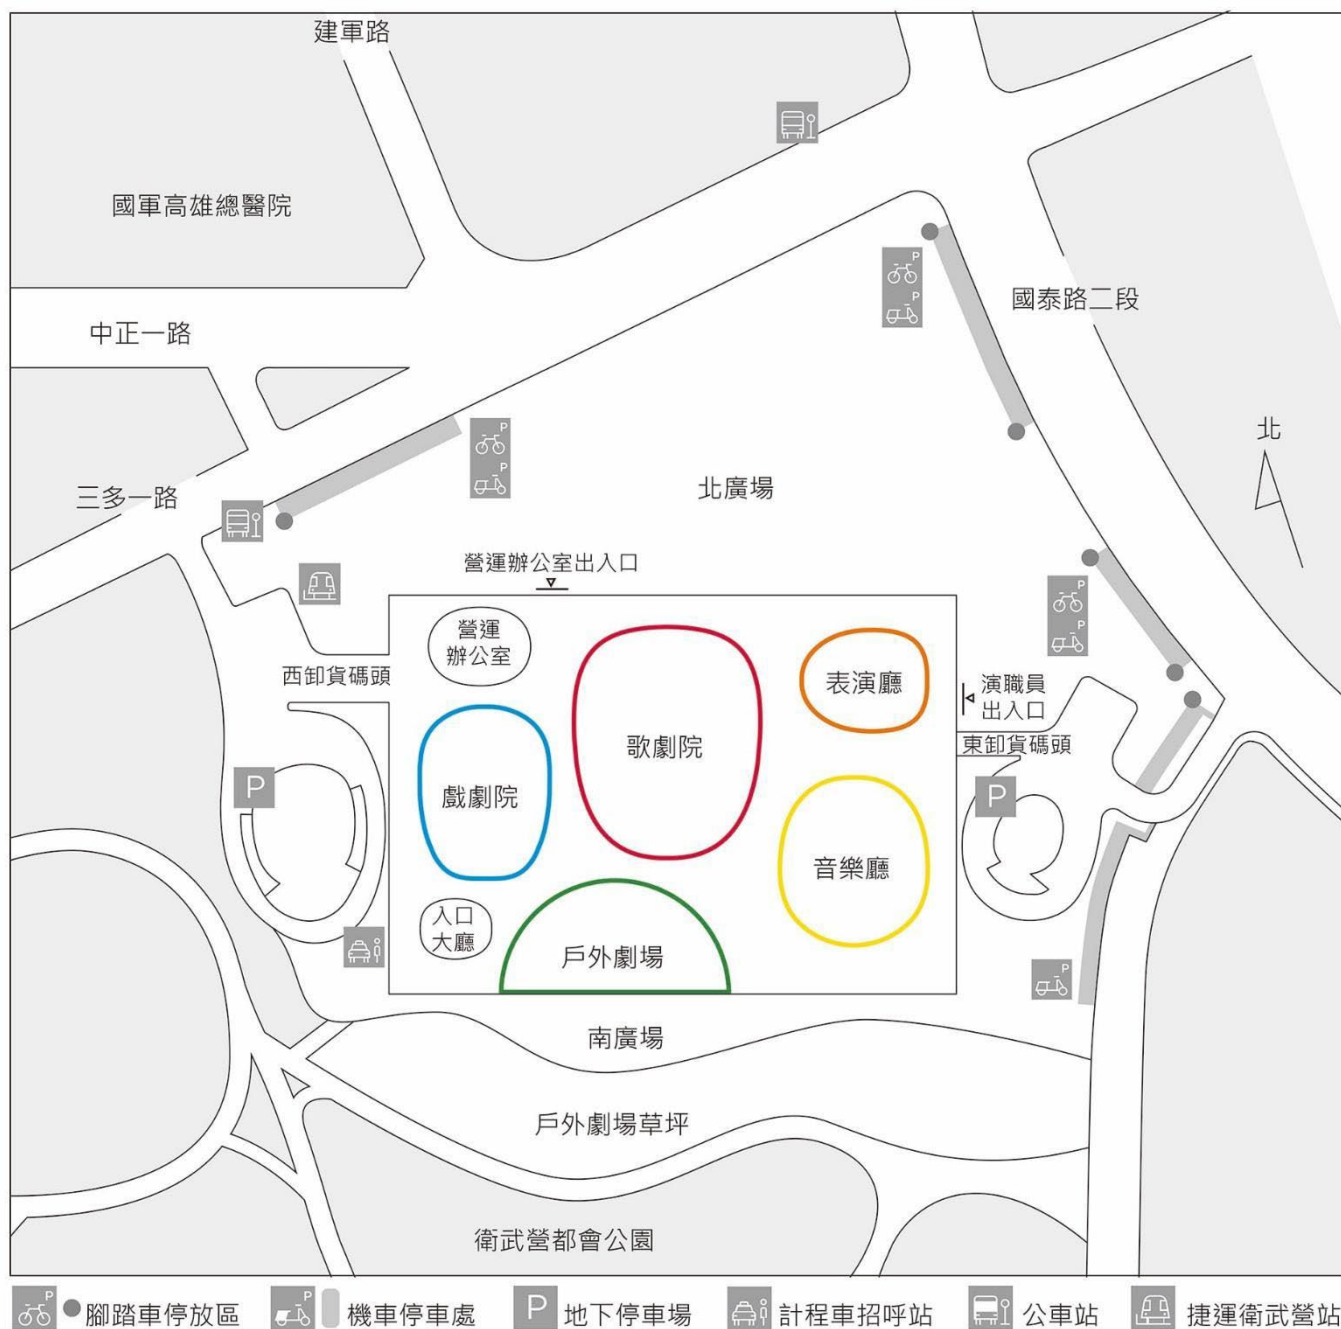 建軍路
國軍高雄總醫院
國泰路二段
中正一路
北
三多一路
北廣場
營運辦公室出入口
營運
辦公室
西卸貨碼頭
表演廳
演職員
出入口
歌劇院
東卸貨碼頭
戲劇院
P
P
音樂廳
入口
大廳
戶外劇場
南廣場
戶外劇場草坪
衛武營都會公園
P 腳踏車停放區
P 機車停車處
P 地下停車場
計程車招呼站
公車站
捷運衛武營站
P
P
P
P
P
P
P